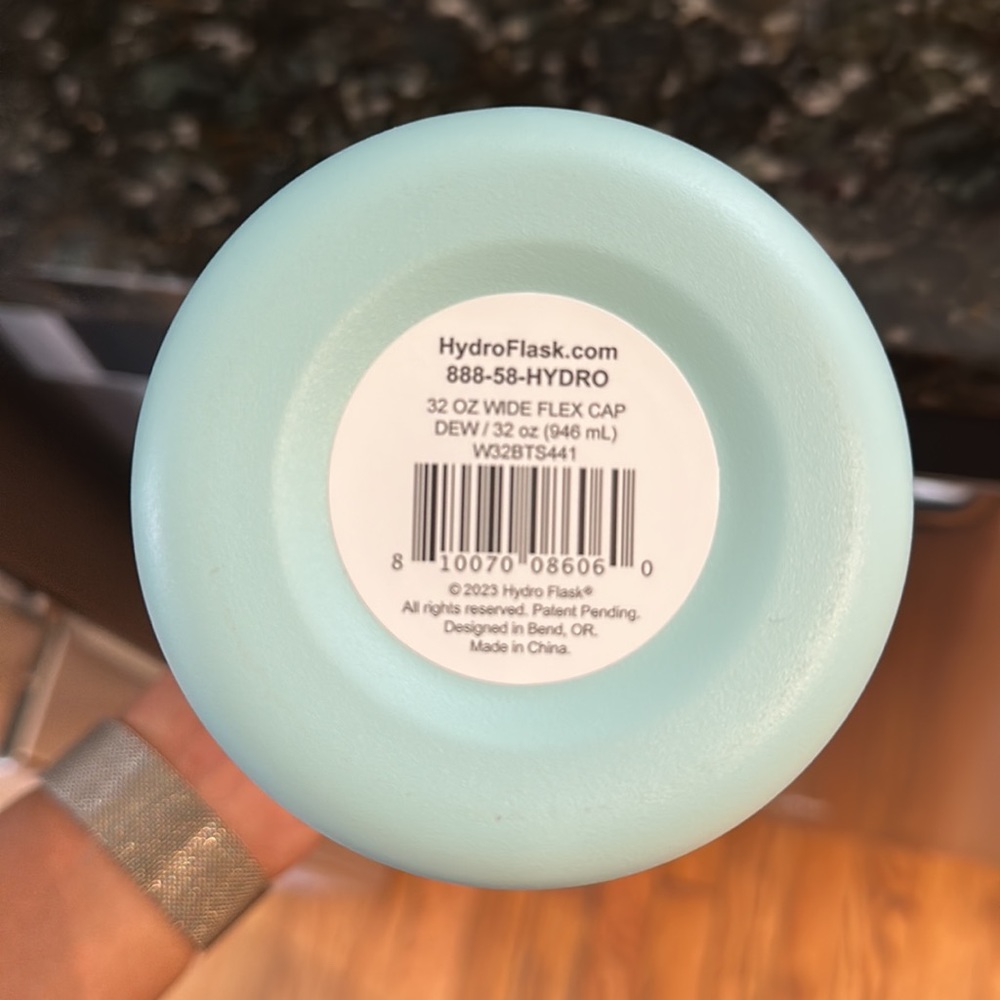 HydroFlask.com
888-58-HYDRO
32 OZ WIDE FLEX CAP
DEW / 32 oz (946 mL)
W32BTS441
8 10070 08606 0
© 2023 Hydro Flask®
All rights reserved. Patent Pending.
Designed in Bend, OR.
Made in China.